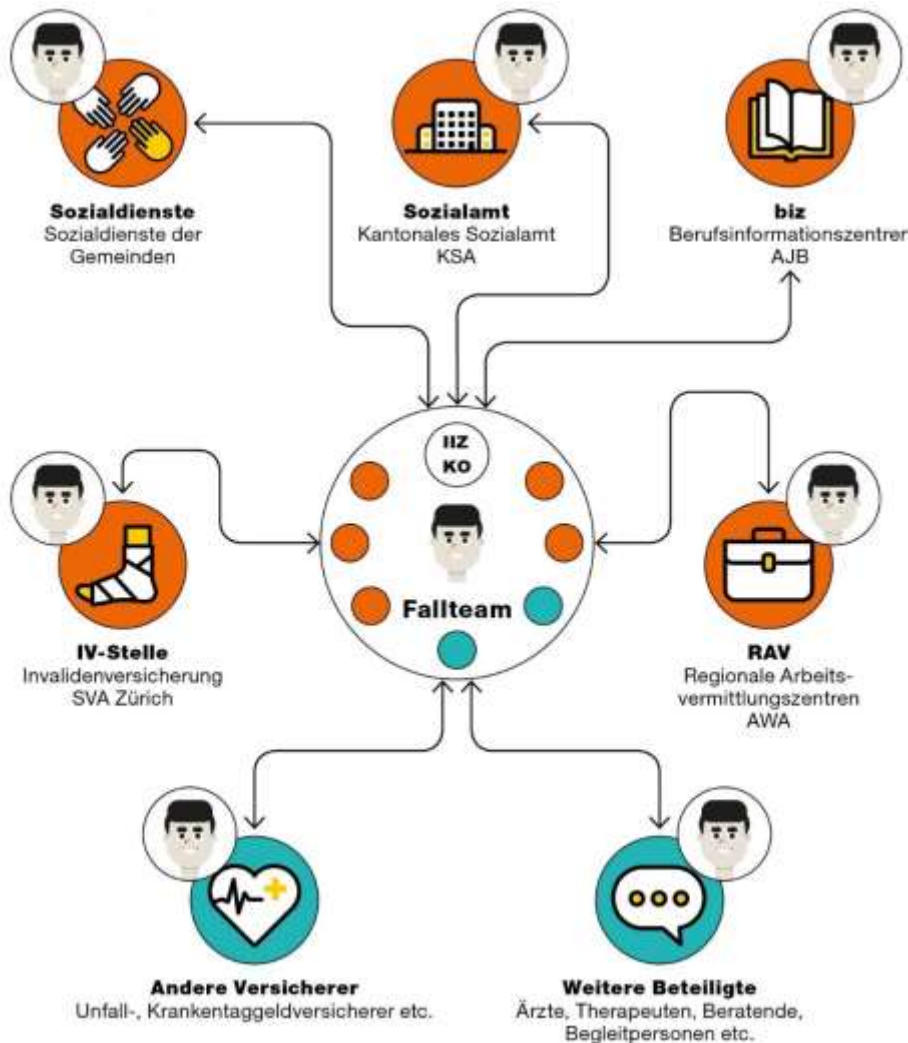 Sozialdienste
Sozialdienste der
Gemeinden
Sozialamt
Kantonales Sozialamt
KSA
biz
Berufsinformationszentren
AJB
IIZ
KO
Fallteam
IV-Stelle
Invalidenversicherung
SVA Zürich
RAV
Regionale Arbeits-
vermittlungszentren
AWA
Andere Versicherer
Unfall-, Krankentaggeldversicherer etc.
Weitere Beteiligte
Ärzte, Therapeuten, Beratende,
Begleitpersonen etc.